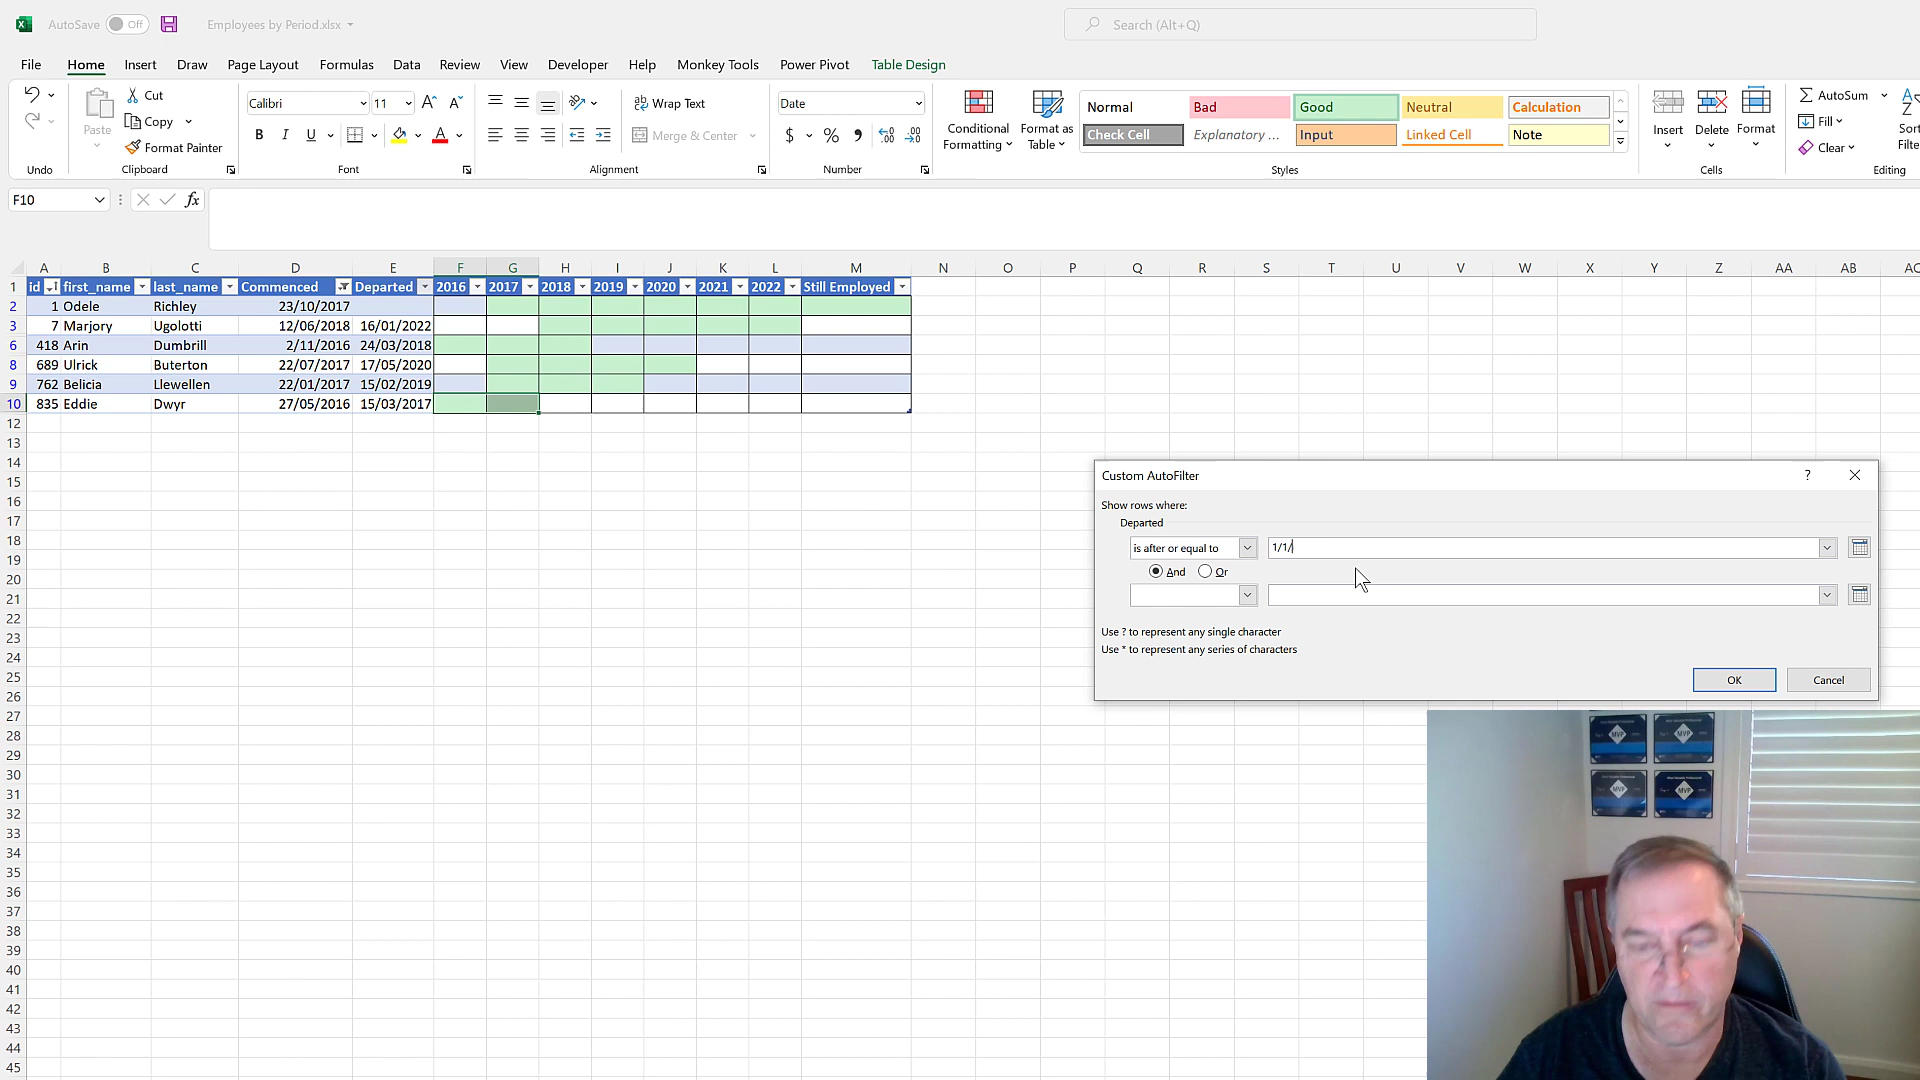 AutoSave Off Employees by Period.xlsx Search (Alt+Q)
File Home Insert Draw Page Layout Formulas Data Review View Developer Help Monkey Tools Power Pivot Table Design
Paste Cut Copy Format Painter
Calibri 11 B I U
Wrap Text Merge & Center
Date $ % 9
Conditional Formatting Format as Table
Normal Bad Good Neutral Calculation
Check Cell Explanatory ... Input Linked Cell Note
Insert Delete Format
AutoSum Fill Clear
Sort
Filte
Undo Clipboard Font Alignment Number Styles Cells Editing
F10 fx
A B C D E F G H I J K L M N O P Q R S T U V W X Y Z AA AB AC
1 id first_name last_name Commenced Departed 2016 2017 2018 2019 2020 2021 2022 Still Employed
2 1 Odele Richley 23/10/2017
3 7 Marjory Ugolotti 12/06/2018 16/01/2022
6 418 Arin Dumbrill 2/11/2016 24/03/2018
8 689 Ulrick Buterton 22/07/2017 17/05/2020
9 762 Belicia Llewellen 22/01/2017 15/02/2019
10 835 Eddie Dwyr 27/05/2016 15/03/2017
12
13
14
15
16
17
18
19
20
21
22
23
24
25
26
27
28
29
30
31
32
33
34
35
36
37
38
39
40
41
42
43
44
45
Custom AutoFilter ?
Show rows where:
Departed
is after or equal to 1/1/
And Or
Use ? to represent any single character
Use * to represent any series of characters
OK Cancel
MVP MVP
MVP MVP